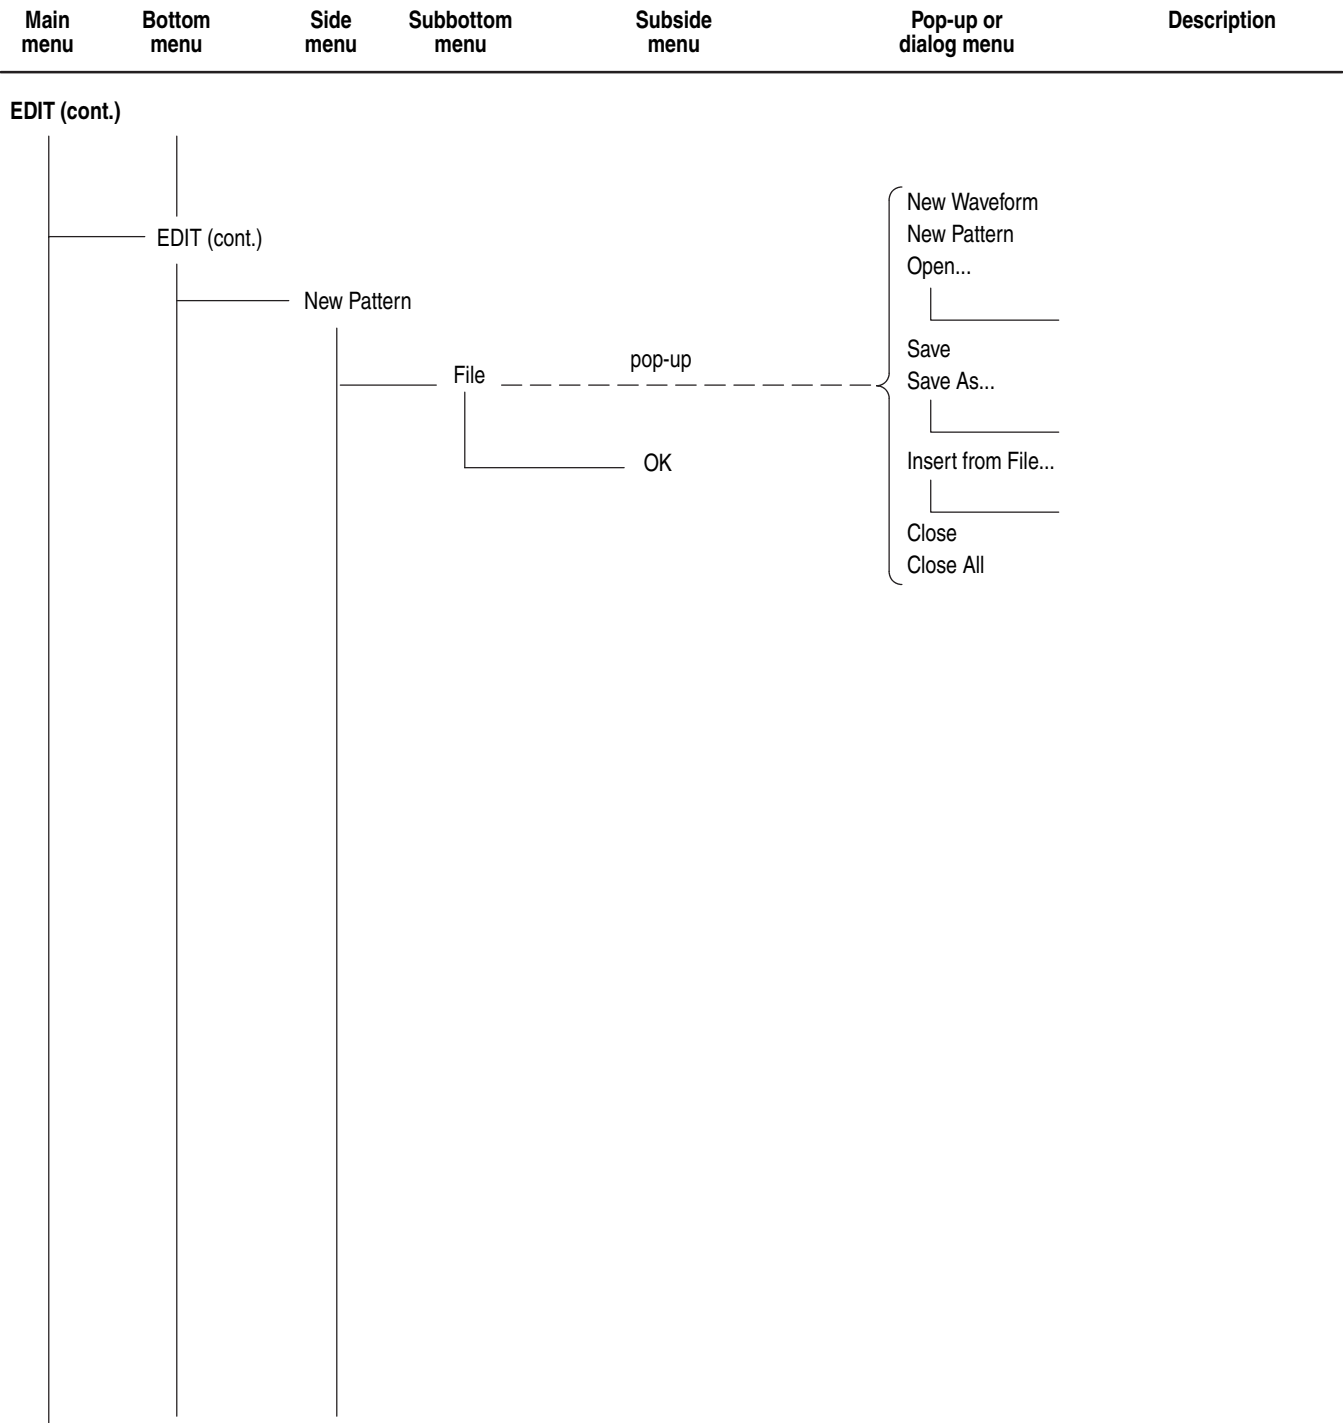 Main menu
Bottom menu
Side menu
Subbottom menu
Subside menu
Pop-up or dialog menu
Description
EDIT (cont.)
EDIT (cont.)
New Pattern
File
pop-up
OK
New Waveform
New Pattern
Open...
Save
Save As...
Insert from File...
Close
Close All